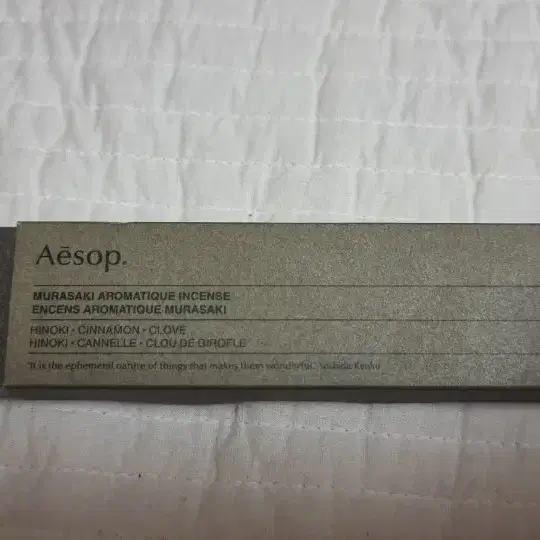 Aēsop.
MURASAKI AROMATIQUE INCENSE
ENCENS AROMATIQUE MURASAKI
HINOKI · CINNAMON · CLOVE
HINOKI · CANNELLE · CLOU DE GIROFLE
'It is the ephemeral nature of things that makes them wonderful.' Yoshida Kenko